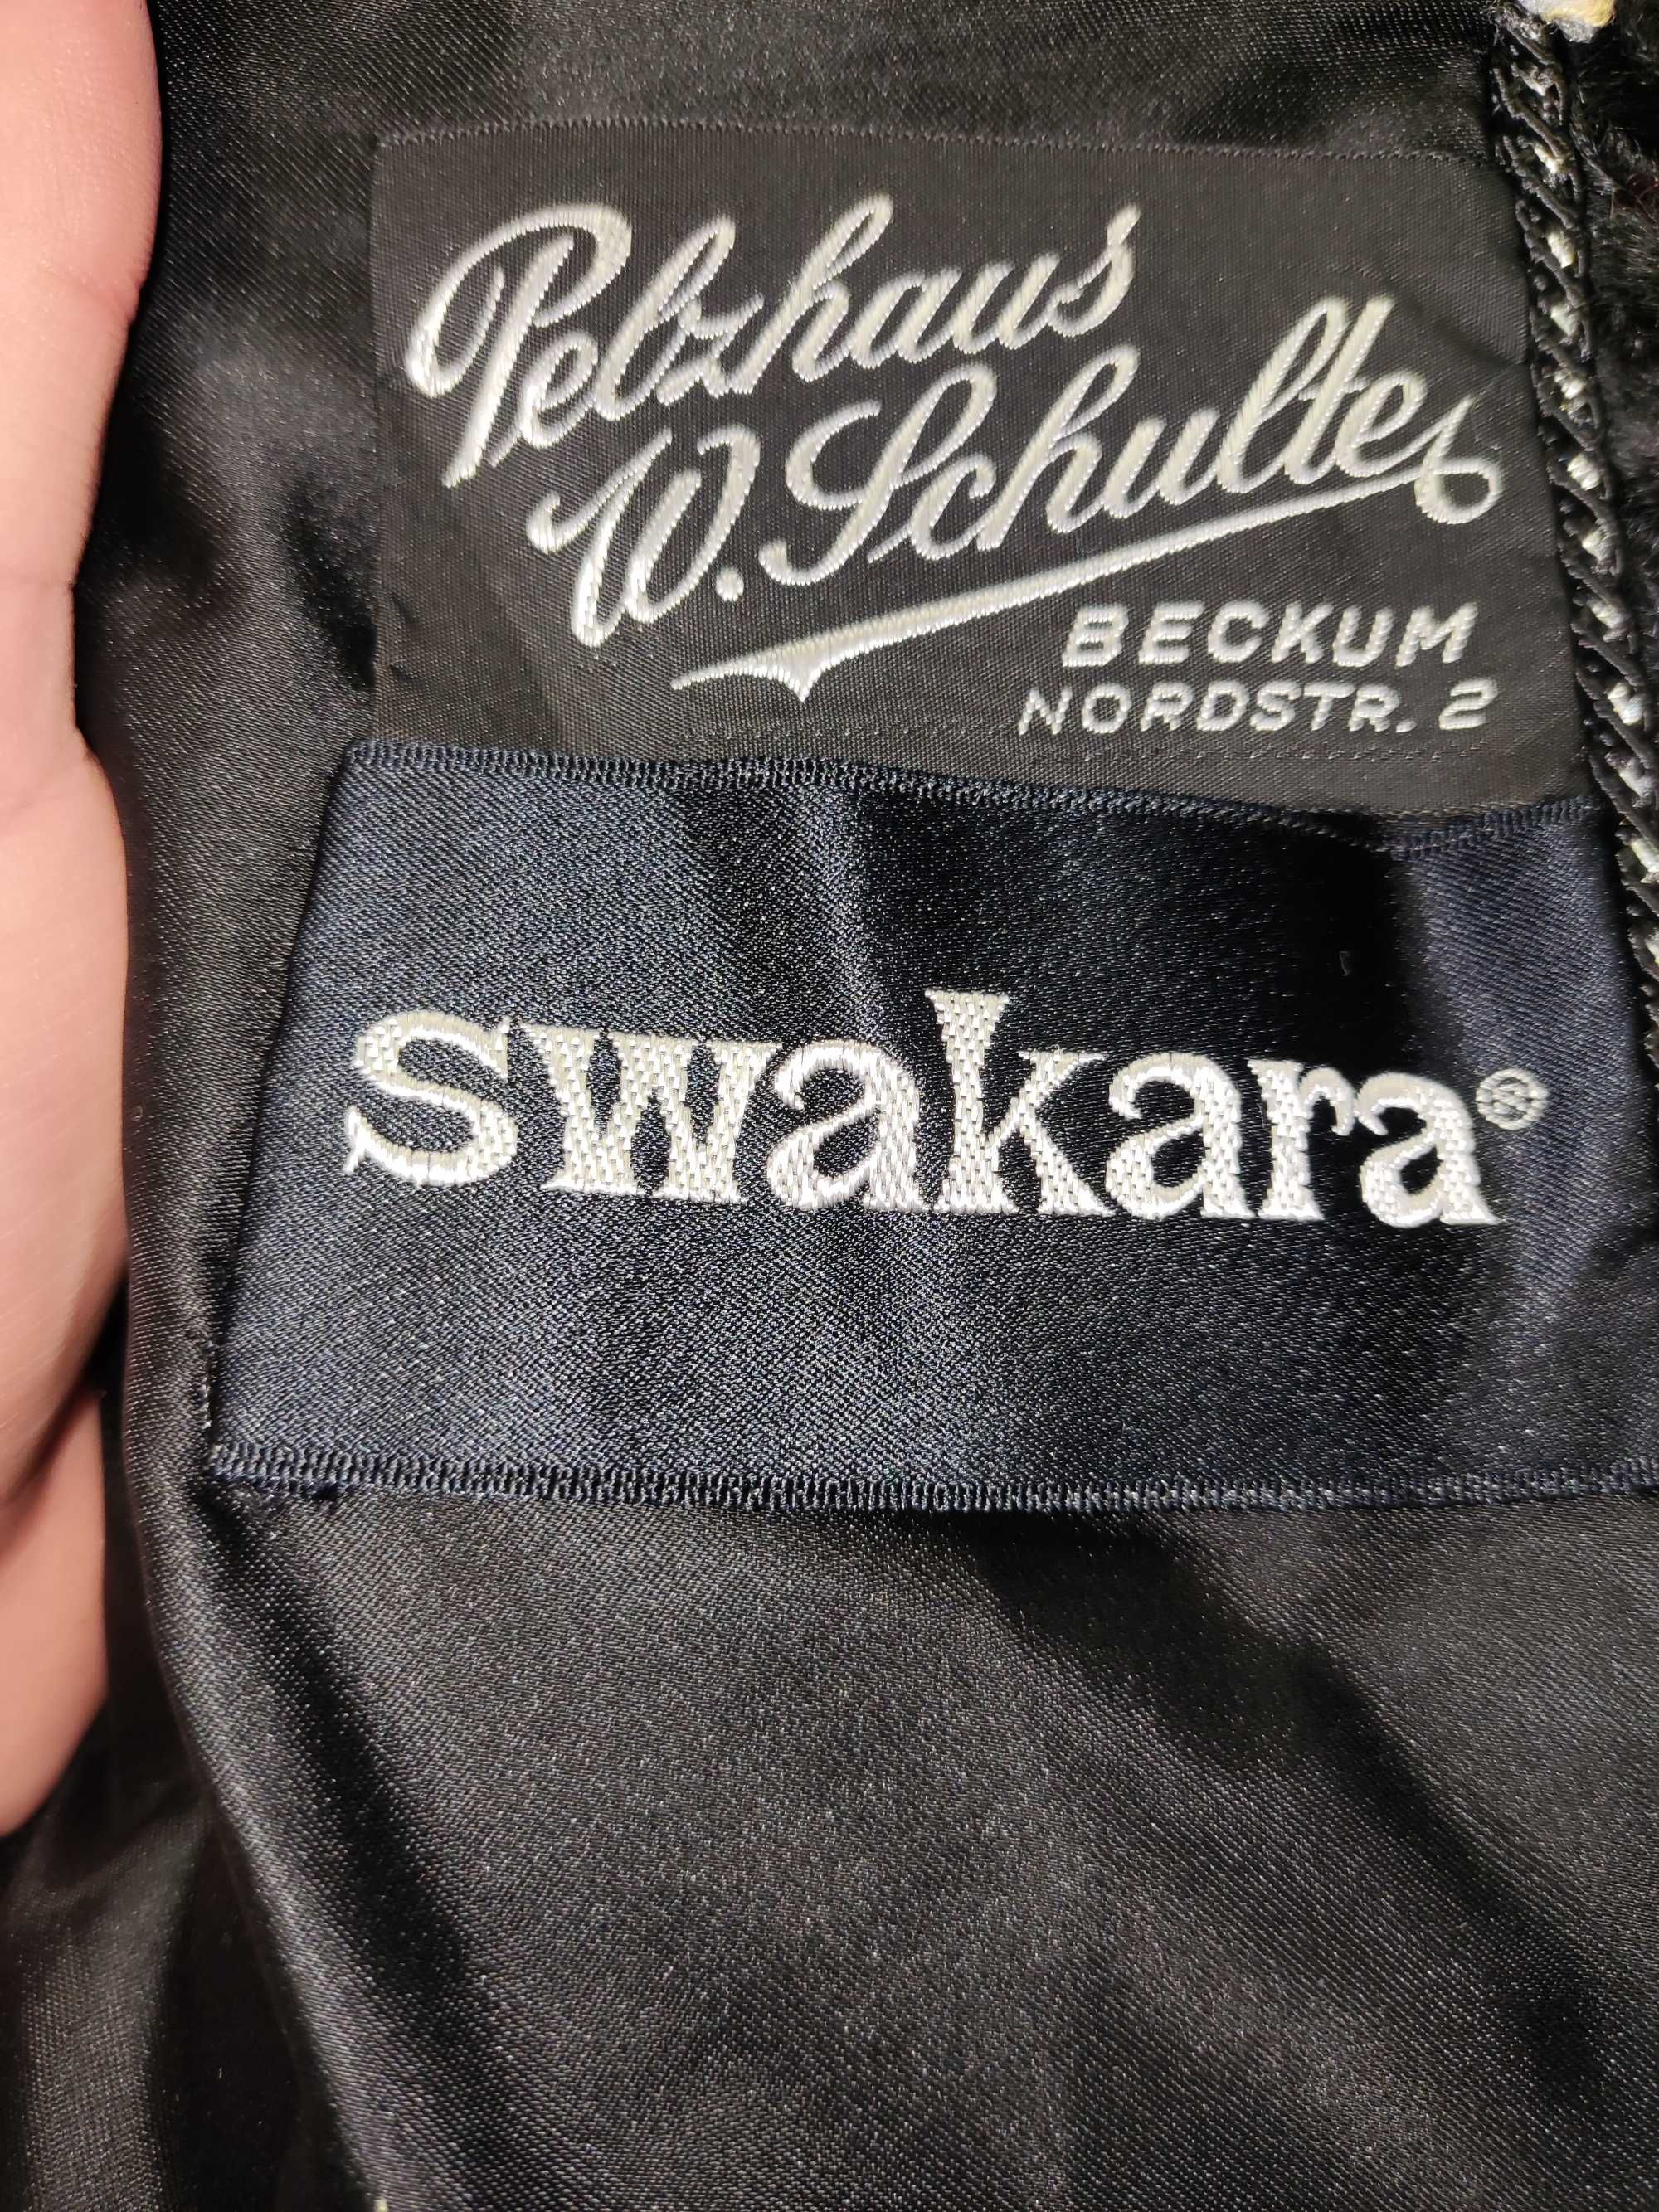 Pelzhaus
W. Schulte
BECKUM
NORDSTR. 2
swakara®